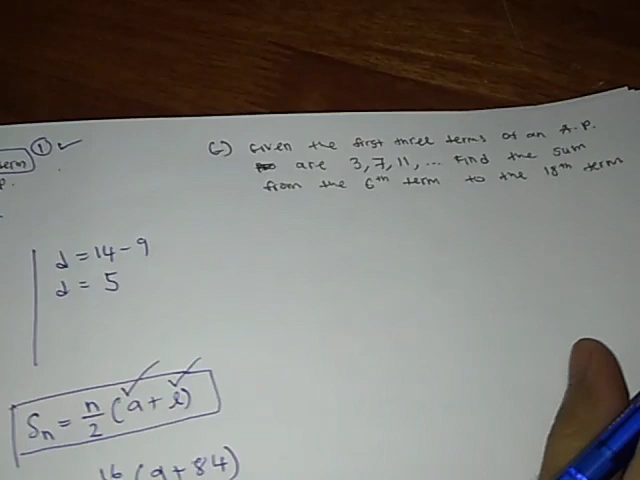 term ① ✓
P.
c) Given the first three terms of an A.P.
are 3, 7, 11, ... Find the sum
from the 6th term to the 18th term
d = 14 - 9
d = 5
Sn = n/2 (a + l)
16 (a + 84)